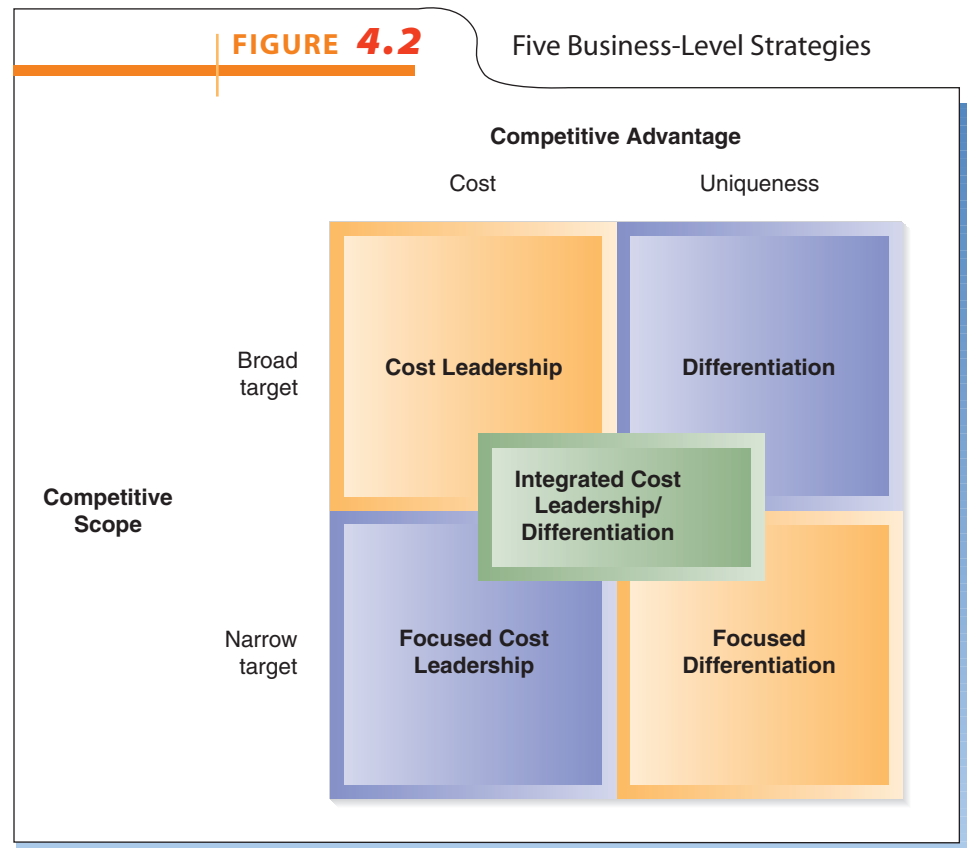 FIGURE 4.2
Five Business-Level Strategies
Competitive Advantage
Cost
Uniqueness
Broad
target
Cost Leadership
Differentiation
Competitive
Scope
Integrated Cost
Leadership/
Differentiation
Narrow
target
Focused Cost
Leadership
Focused
Differentiation